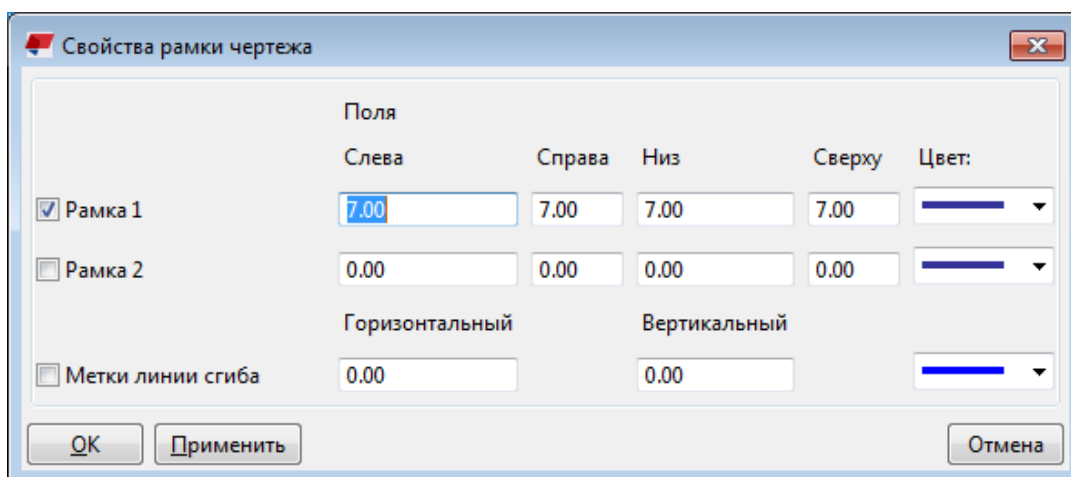 Свойства рамки чертежа
Поля
Слева Справа Низ Сверху Цвет:
Рамка 1 7.00 7.00 7.00 7.00
Рамка 2 0.00 0.00 0.00 0.00
Горизонтальный Вертикальный
Метки линии сгиба 0.00 0.00
OK Применить Отмена